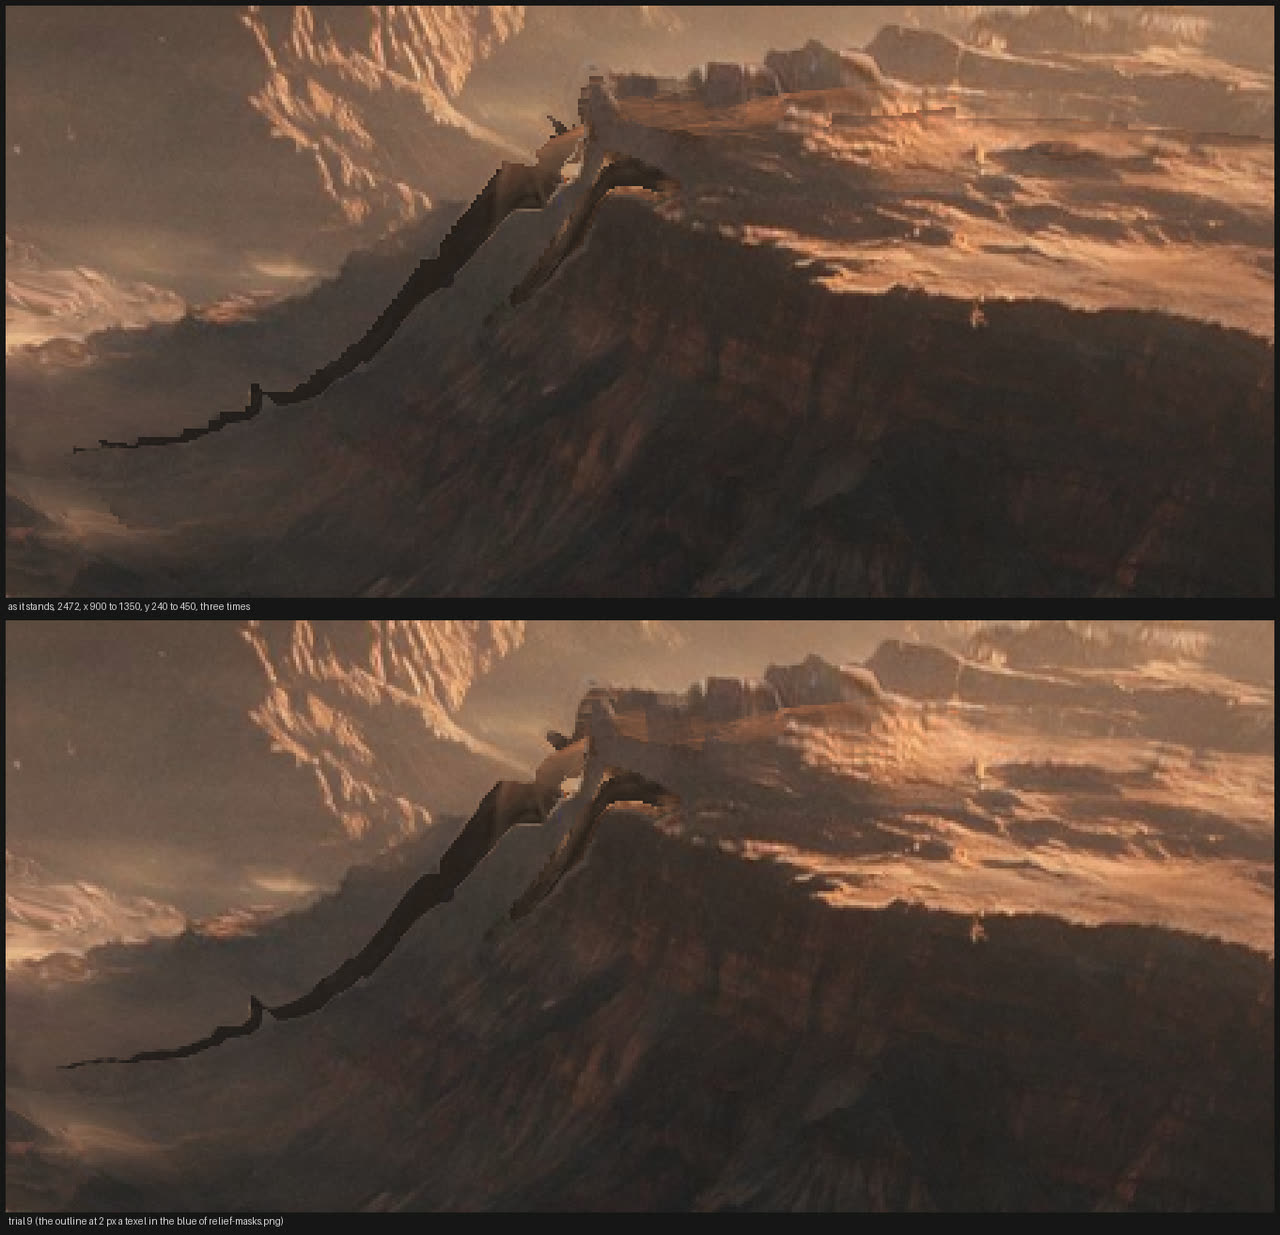 as it stands, 2472, x 900 to 1350, y 240 to 450, three times
trial 9 (the outline at 2 px a texel in the blue of relief-masks.png)